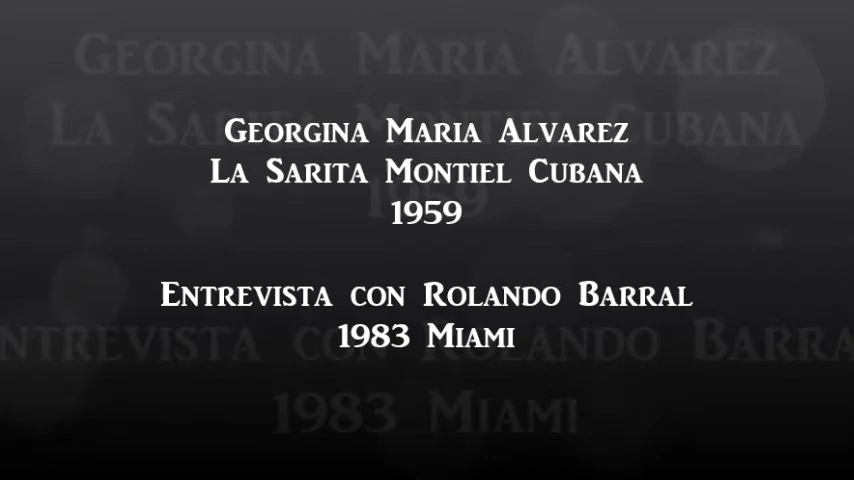 Georgina Maria Alvarez
La Sarita Montiel Cubana
1959
Entrevista con Rolando Barral
1983 Miami